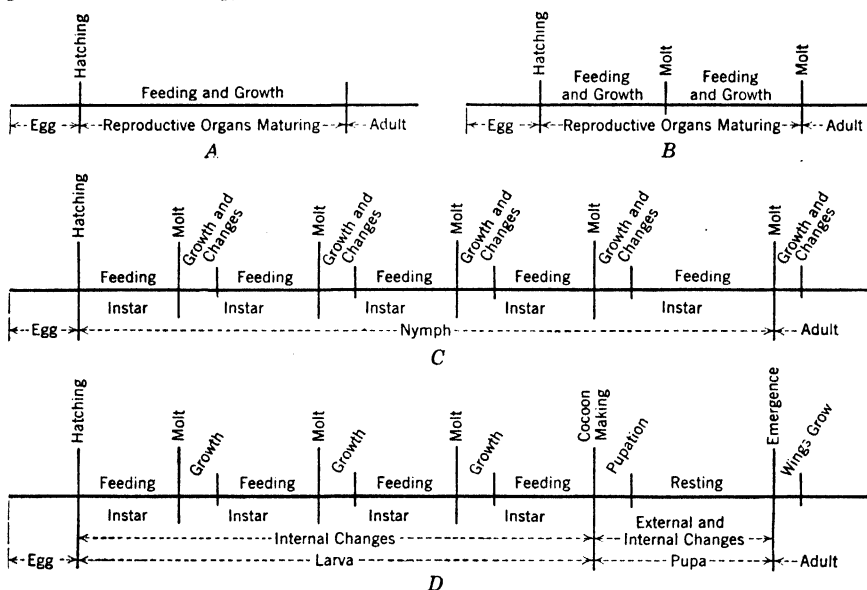 Hatching
Feeding and Growth
Egg
Reproductive Organs Maturing
Adult
A
Hatching
Feeding and Growth
Molt
Feeding and Growth
Molt
Egg
Reproductive Organs Maturing
Adult
B
Hatching
Feeding
Molt
Growth and Changes
Feeding
Molt
Growth and Changes
Feeding
Molt
Growth and Changes
Feeding
Molt
Growth and Changes
Feeding
Molt
Growth and Changes
Instar
Instar
Instar
Instar
Instar
Egg
Nymph
Adult
C
Hatching
Feeding
Molt
Growth
Feeding
Molt
Growth
Feeding
Molt
Growth
Feeding
Cocoon Making
Pupation
Resting
Emergence
Wings Grow
Instar
Instar
Instar
Instar
Internal Changes
External and Internal Changes
Egg
Larva
Pupa
Adult
D